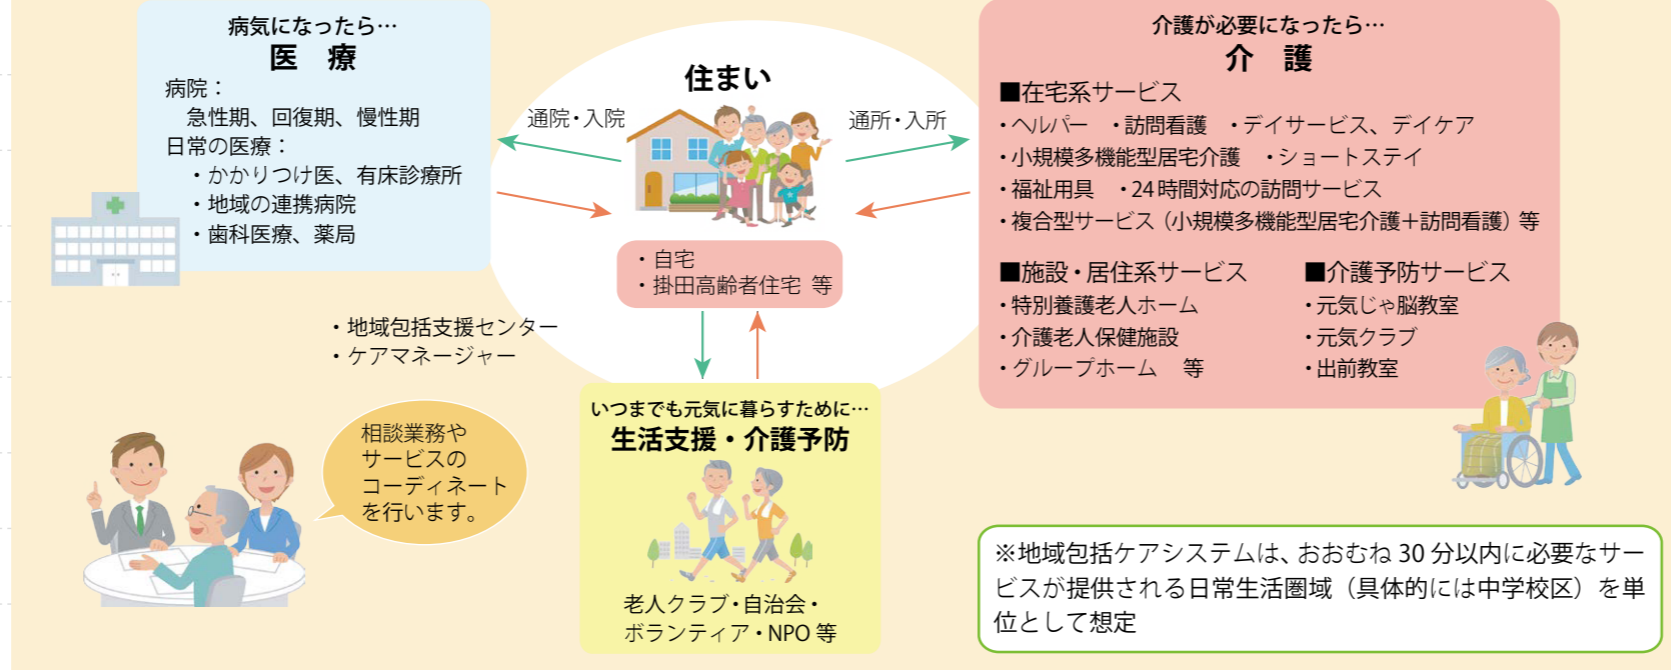 病気になったら…
医　療
病院：
急性期、回復期、慢性期
日常の医療：
・かかりつけ医、有床診療所
・地域の連携病院
・歯科医療、薬局
住まい
通院・入院
通所・入所
・自宅
・掛田高齢者住宅 等
介護が必要になったら…
介　護
■在宅系サービス
・ヘルパー　・訪問看護　・デイサービス、デイケア
・小規模多機能型居宅介護　・ショートステイ
・福祉用具　・24時間対応の訪問サービス
・複合型サービス（小規模多機能型居宅介護＋訪問看護）等
■施設・居住系サービス
・特別養護老人ホーム
・介護老人保健施設
・グループホーム　等
■介護予防サービス
・元気じゃ脳教室
・元気クラブ
・出前教室
・地域包括支援センター
・ケアマネージャー
相談業務や
サービスの
コーディネート
を行います。
いつまでも元気に暮らすために…
生活支援・介護予防
老人クラブ・自治会・
ボランティア・NPO 等
※地域包括ケアシステムは、おおむね 30 分以内に必要なサー
ビスが提供される日常生活圏域（具体的には中学校区）を単
位として想定